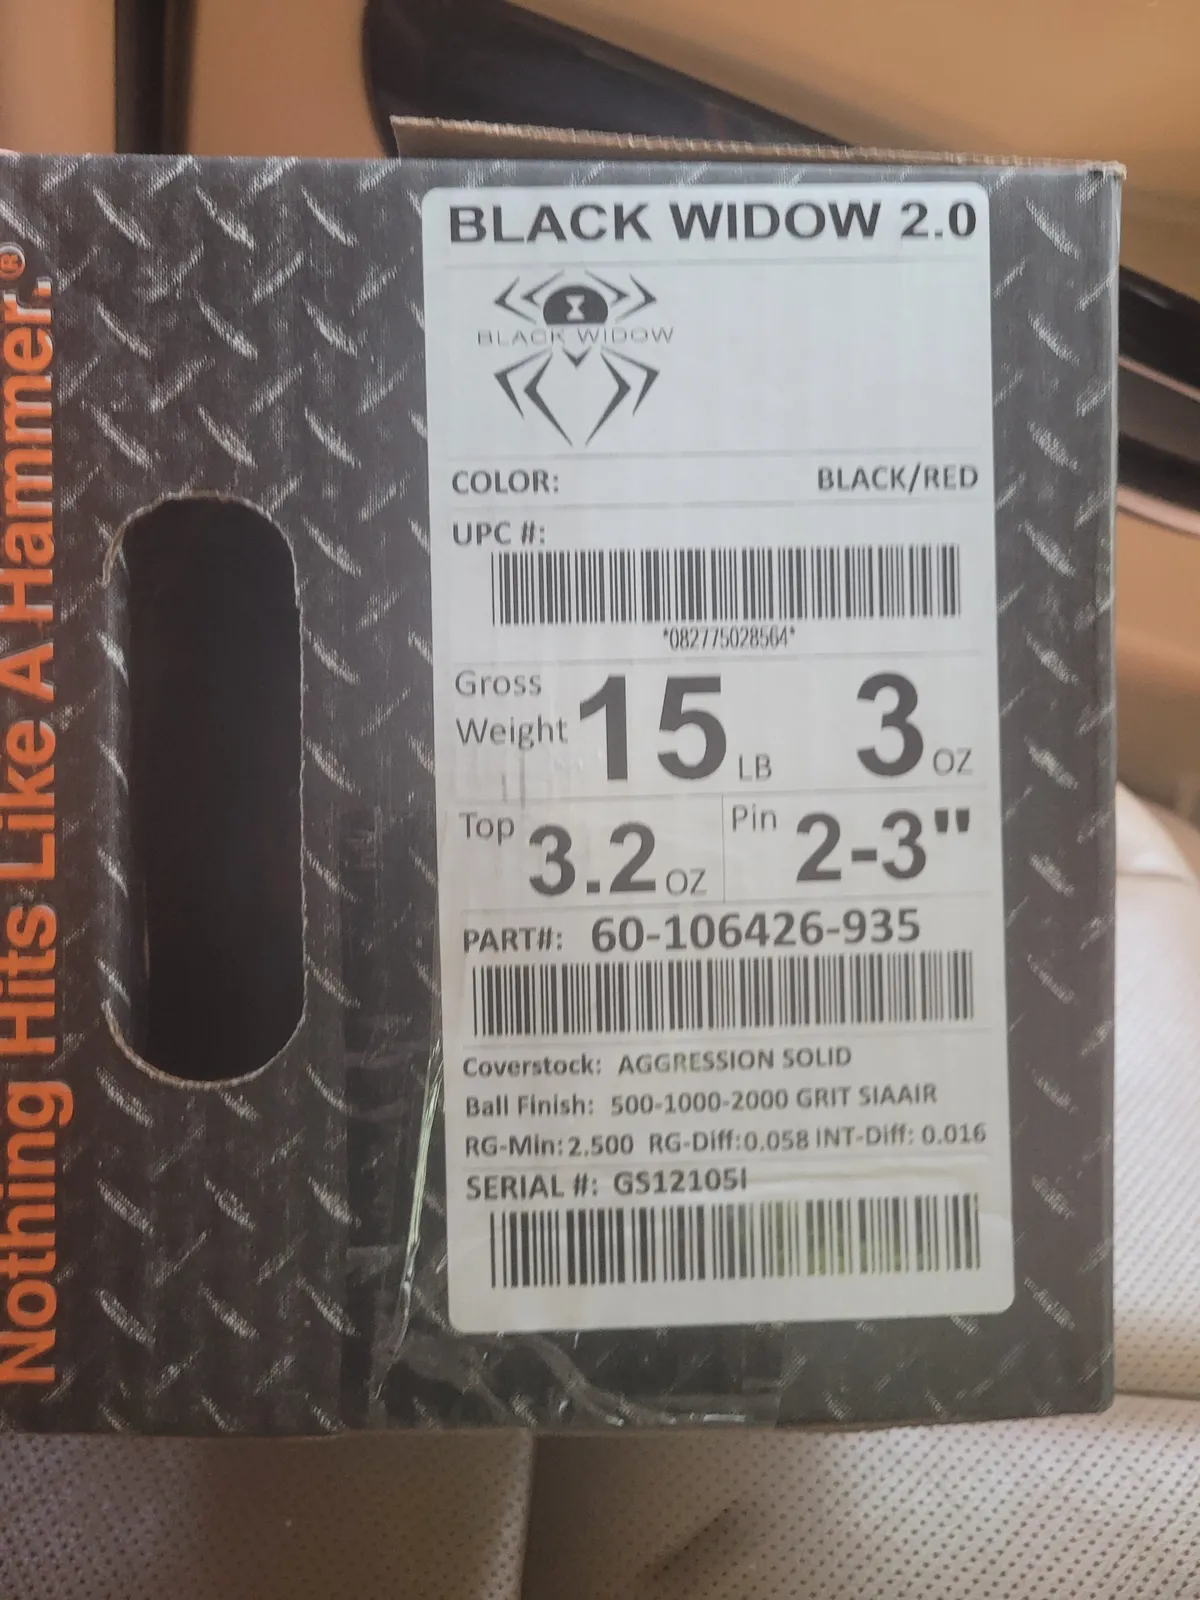 Nothing Hits Like A Hammer.®
BLACK WIDOW 2.0
BLACK WIDOW
COLOR: BLACK/RED
UPC #:
*082775028564*
Gross Weight 15 LB 3 OZ
Top 3.2 OZ Pin 2-3"
PART#: 60-106426-935
Coverstock: AGGRESSION SOLID
Ball Finish: 500-1000-2000 GRIT SIAAIR
RG-Min: 2.500 RG-Diff:0.058 INT-Diff: 0.016
SERIAL #: GS12105I